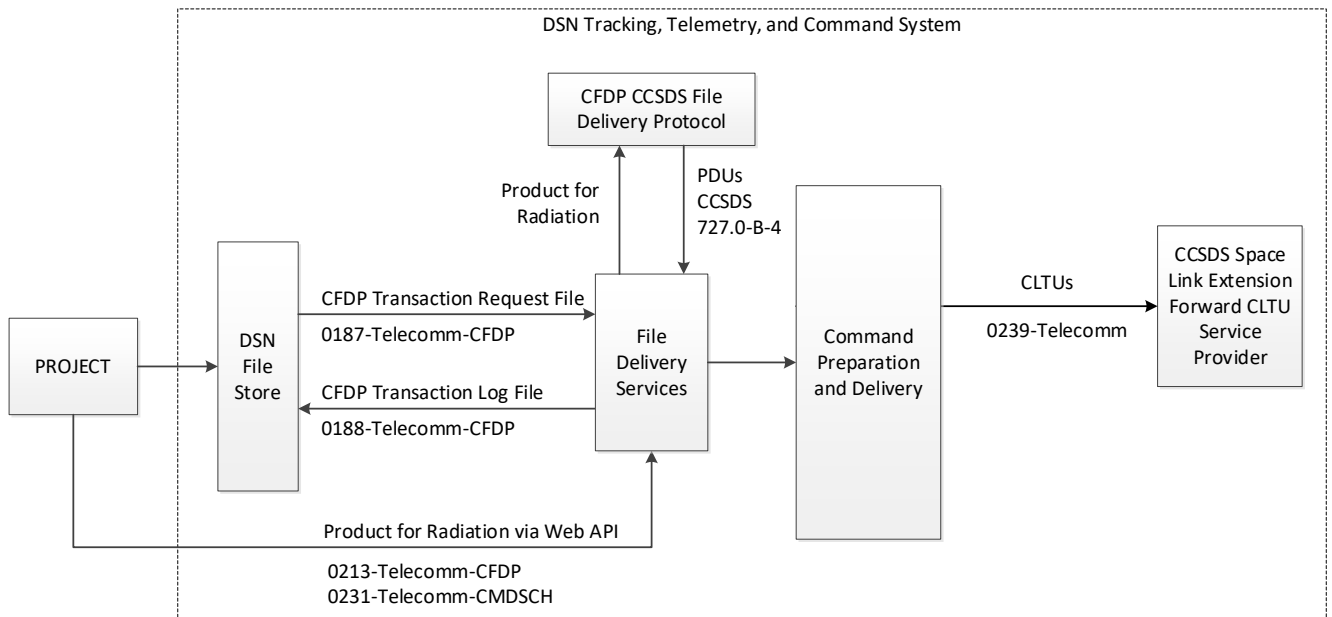 DSN Tracking, Telemetry, and Command System
CFDP CCSDS File
Delivery Protocol
Product for
Radiation
PDUs
CCSDS
727.0-B-4
PROJECT
DSN
File
Store
CFDP Transaction Request File
0187-Telecomm-CFDP
CFDP Transaction Log File
0188-Telecomm-CFDP
File
Delivery
Services
Command
Preparation
and Delivery
CLTUs
0239-Telecomm
CCSDS Space
Link Extension
Forward CLTU
Service
Provider
Product for Radiation via Web API
0213-Telecomm-CFDP
0231-Telecomm-CMDSCH